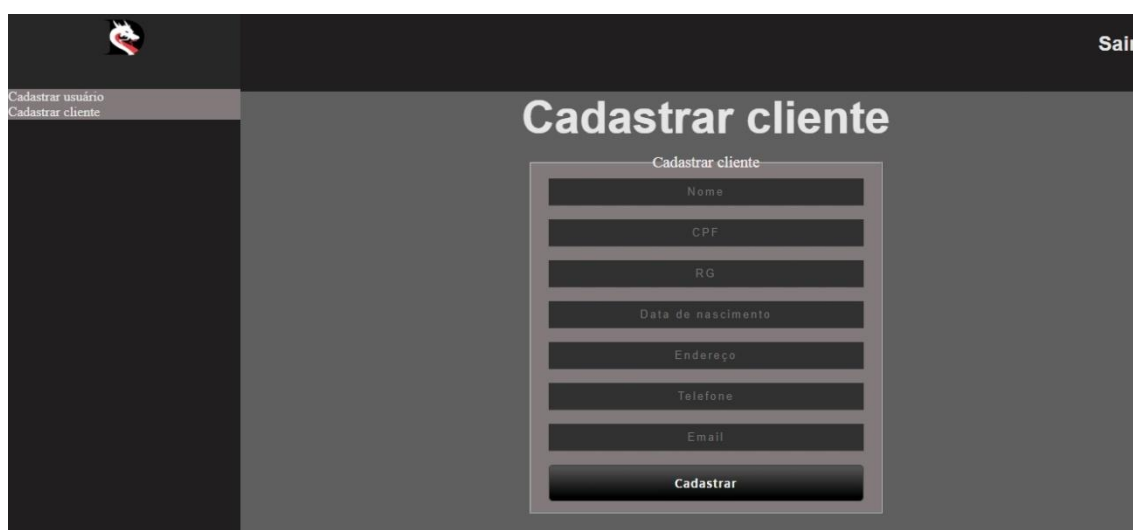 Sair
Cadastrar usuário
Cadastrar cliente
Cadastrar cliente
Cadastrar cliente
Nome
CPF
RG
Data de nascimento
Endereço
Telefone
Email
Cadastrar